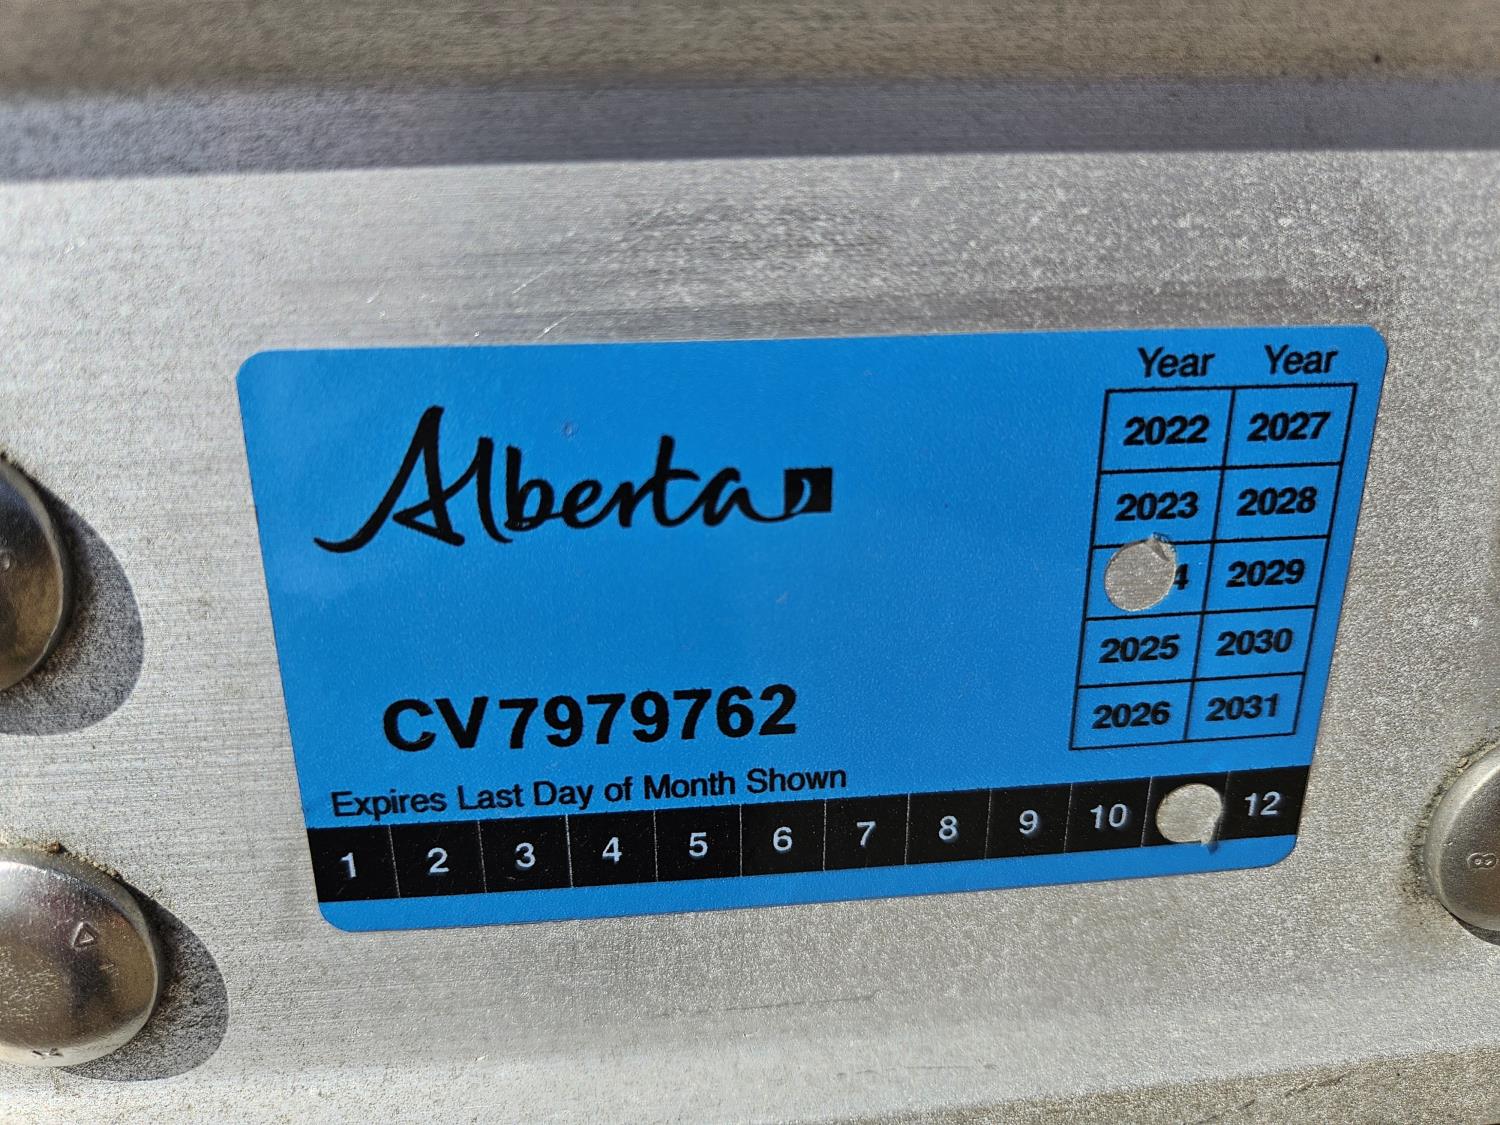 Year Year
Alberta
2022 2027
2023 2028
4 2029
2025 2030
2026 2031
CV7979762
Expires Last Day of Month Shown
1 2 3 4 5 6 7 8 9 10 12
8